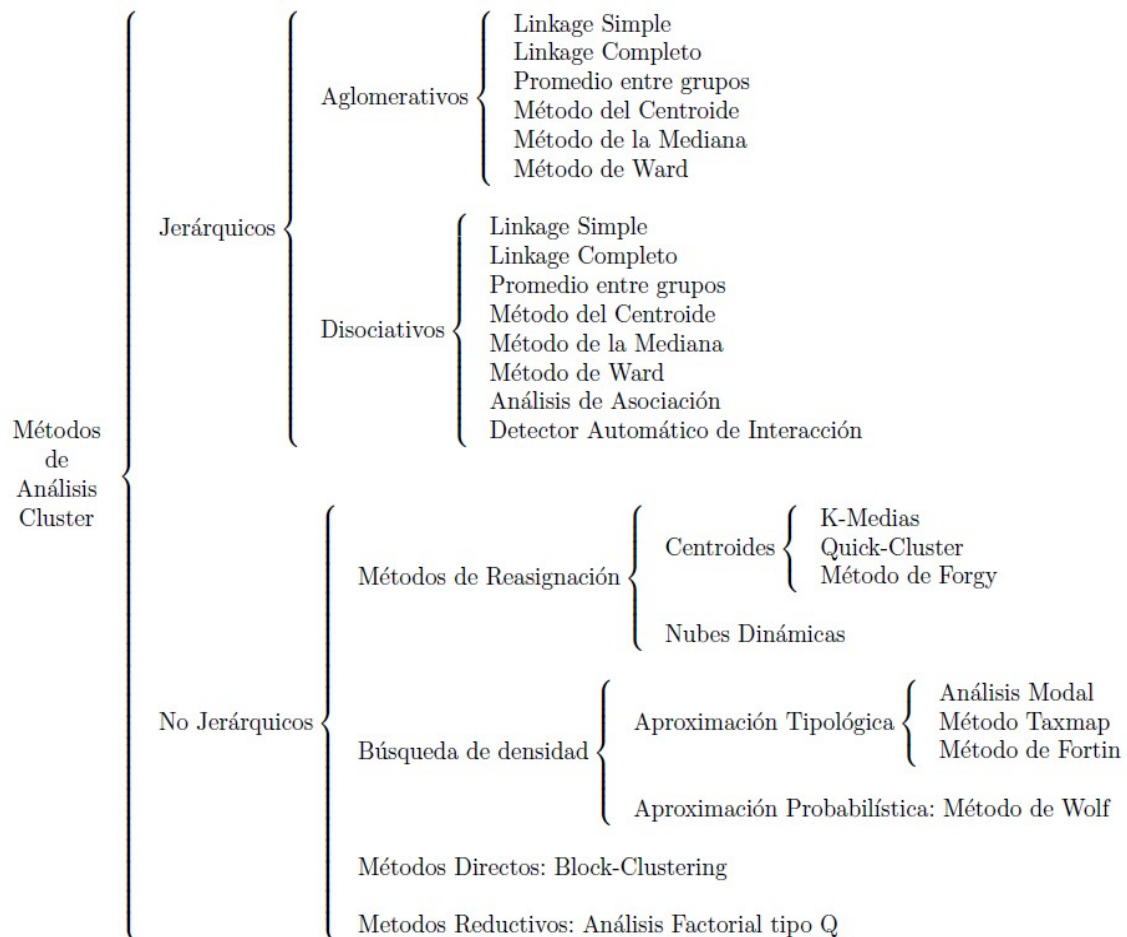 Métodos
de
Análisis
Cluster
Jerárquicos
Aglomerativos
Linkage Simple
Linkage Completo
Promedio entre grupos
Método del Centroide
Método de la Mediana
Método de Ward
Disociativos
Linkage Simple
Linkage Completo
Promedio entre grupos
Método del Centroide
Método de la Mediana
Método de Ward
Análisis de Asociación
Detector Automático de Interacción
No Jerárquicos
Métodos de Reasignación
Centroides
K-Medias
Quick-Cluster
Método de Forgy
Nubes Dinámicas
Búsqueda de densidad
Aproximación Tipológica
Análisis Modal
Método Taxmap
Método de Fortin
Aproximación Probabilística: Método de Wolf
Métodos Directos: Block-Clustering
Metodos Reductivos: Análisis Factorial tipo Q